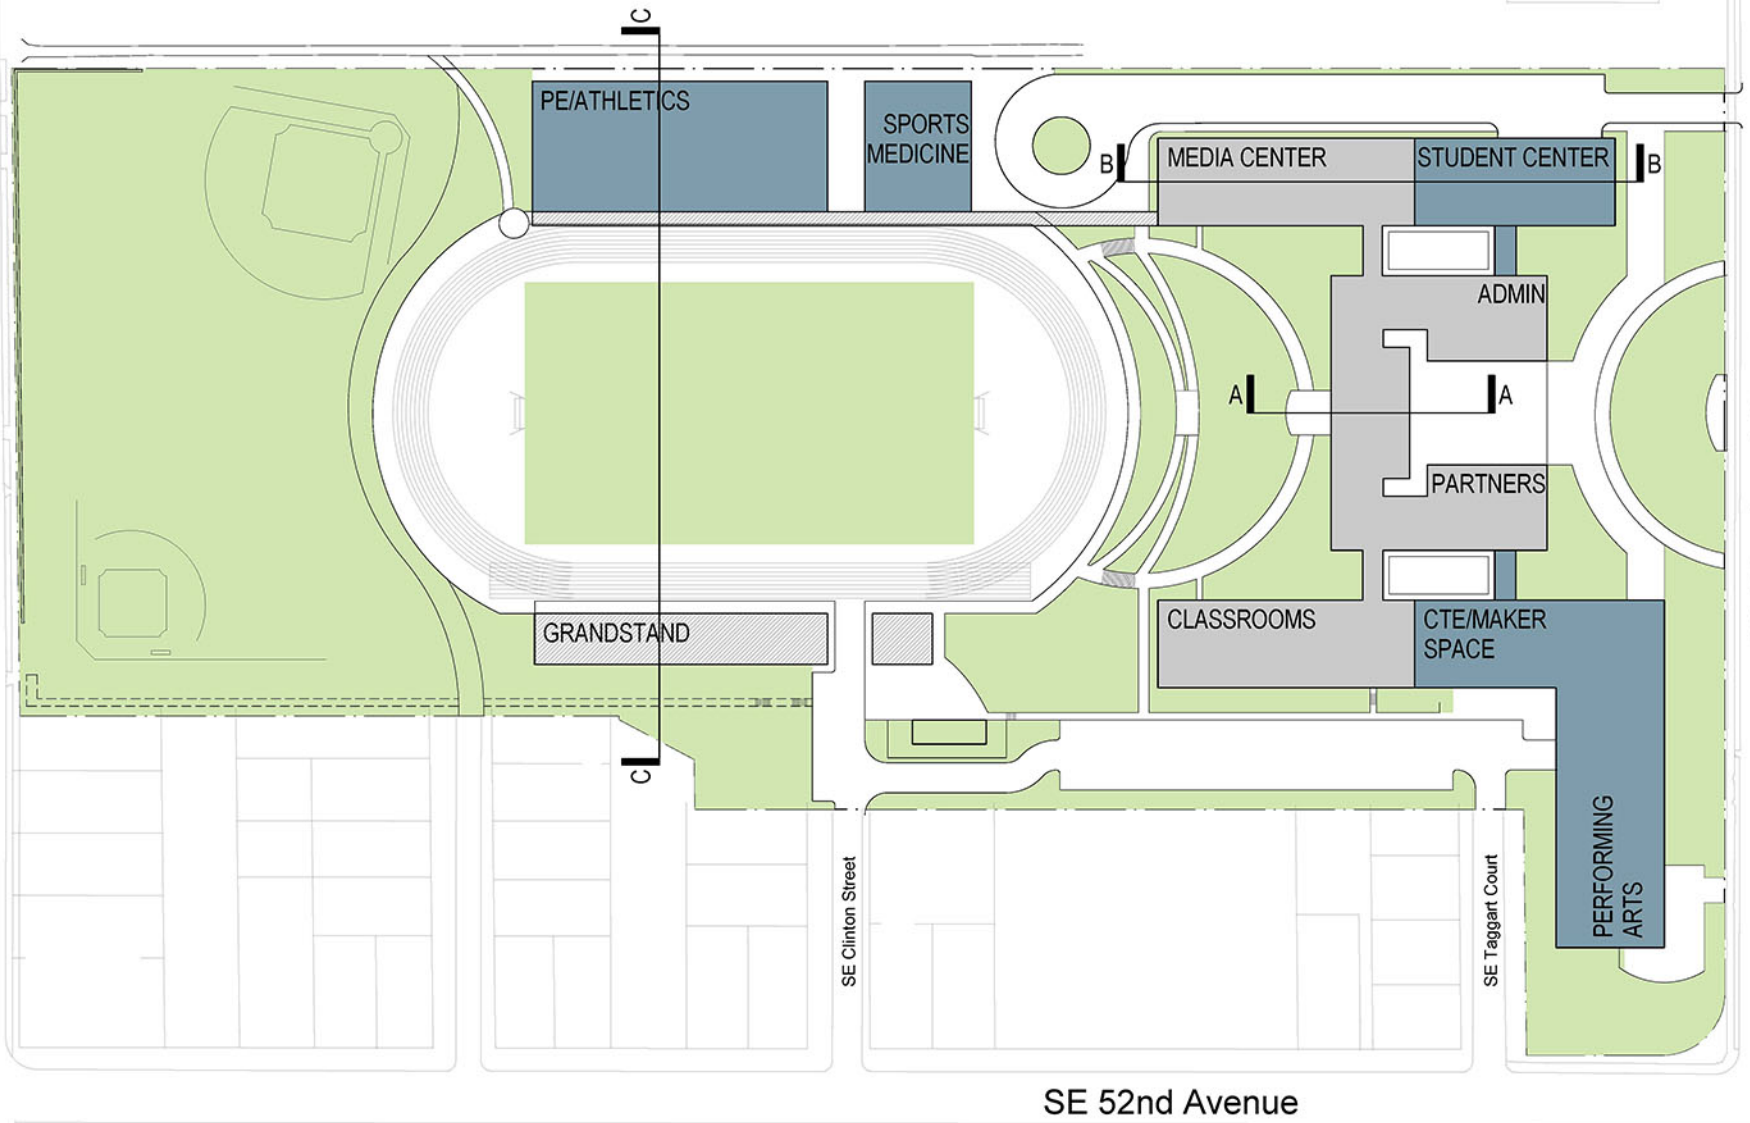 C
PE/ATHLETICS
SPORTS
MEDICINE
B
MEDIA CENTER
STUDENT CENTER
B
ADMIN
A
A
PARTNERS
GRANDSTAND
CLASSROOMS
CTE/MAKER
SPACE
C
PERFORMING
ARTS
SE Clinton Street
SE Taggart Court
SE 52nd Avenue